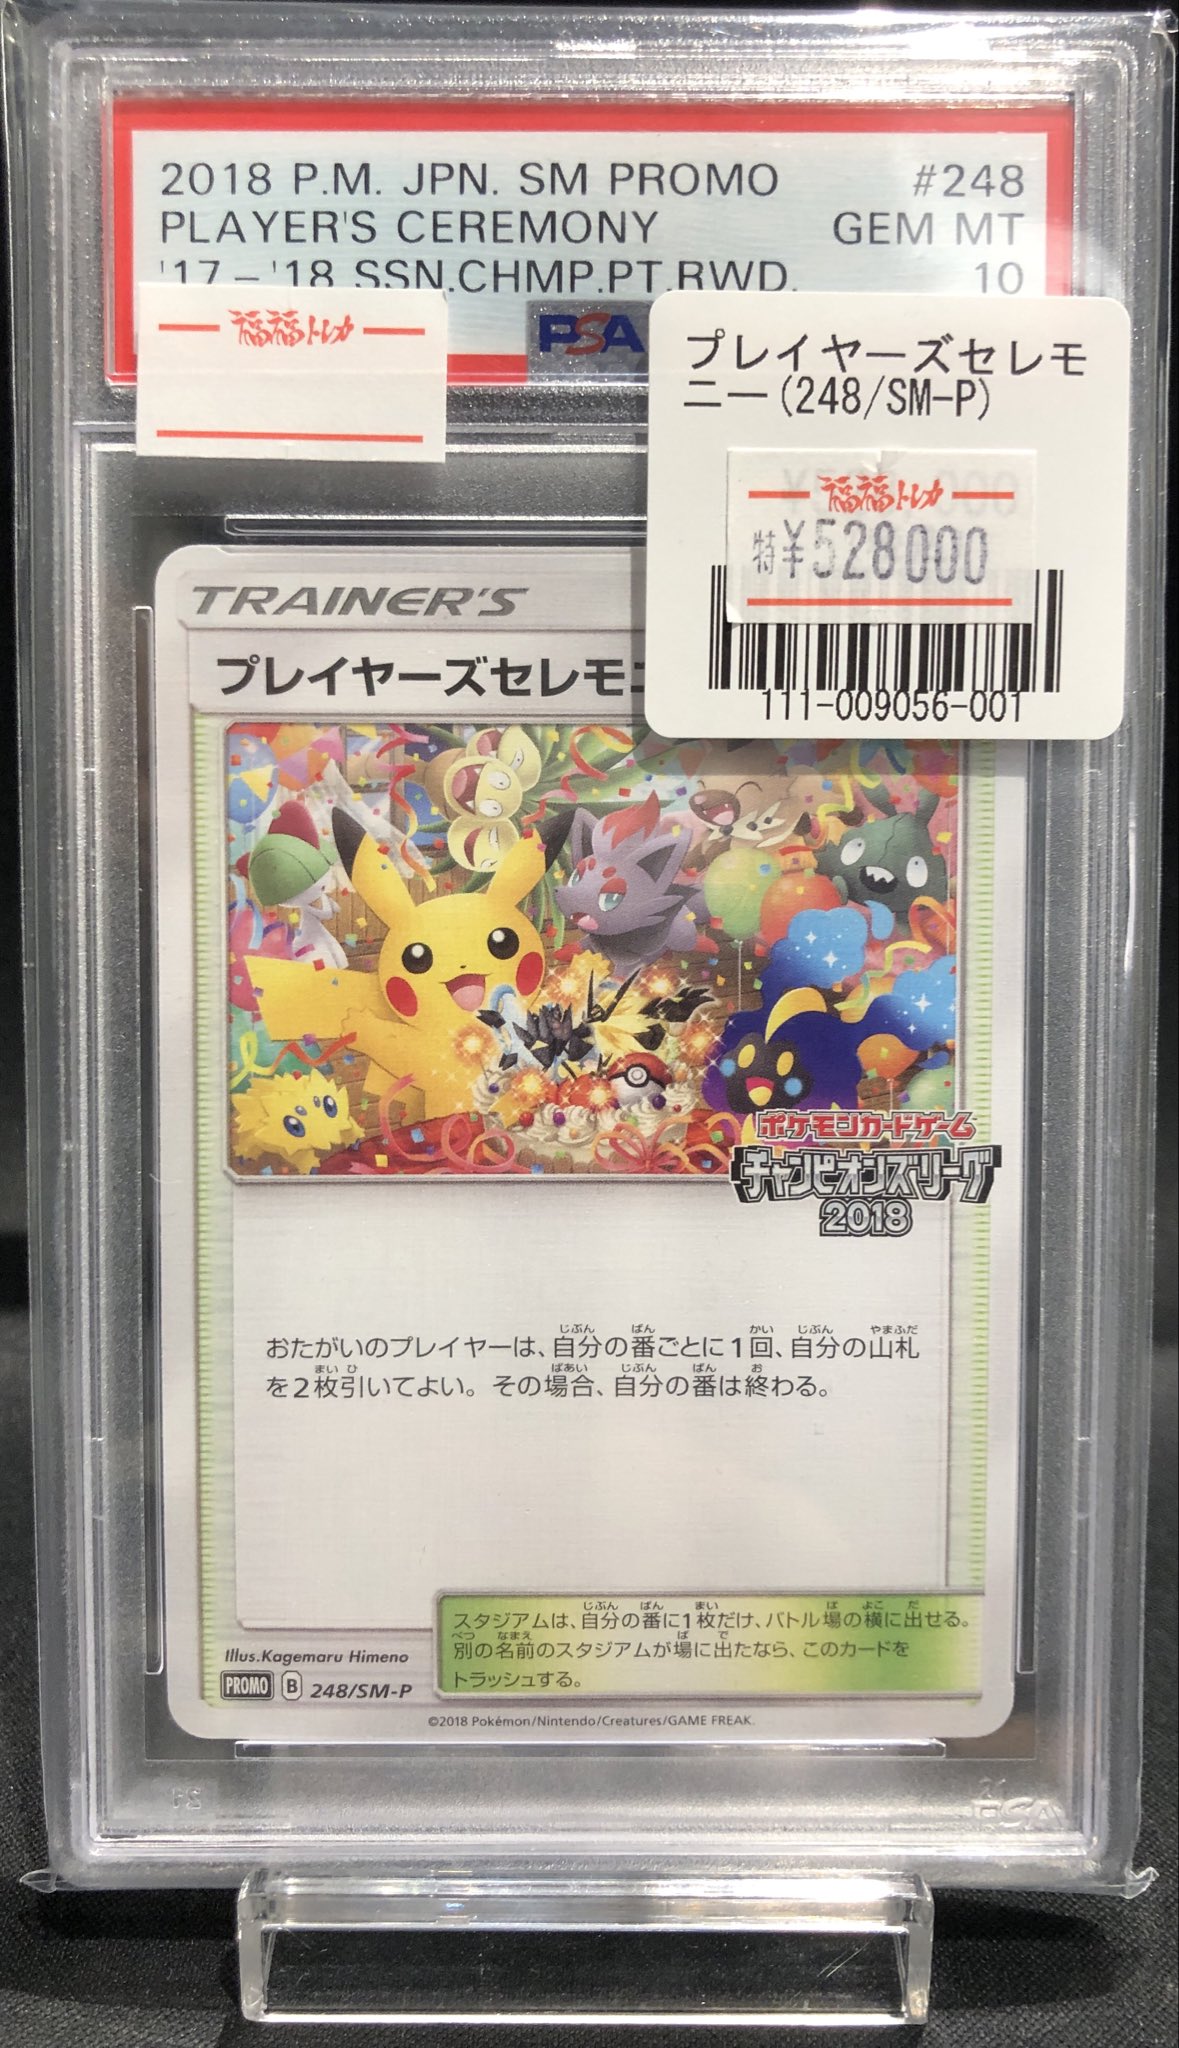 2018 P.M. JPN. SM PROMO #248
PLAYER'S CEREMONY GEM MT
'17-'18 SSN.CHMP.PT.RWD. 10
PSA
福福トレカ
プレイヤーズセレモ
ニー(248/SM-P)
福福トレカ
特¥528000
111-009056-001
TRAINER'S
プレイヤーズセレモニ
ポケモンカードゲーム
チャンピオンズリーグ
2018
おたがいのプレイヤーは、自分の番ごとに1回、自分の山札
を2枚引いてよい。その場合、自分の番は終わる。
スタジアムは、自分の番に1枚だけ、バトル場の横に出せる。
別の名前のスタジアムが場に出たなら、このカードを
トラッシュする。
Illus.Kagemaru Himeno
PROMO B 248/SM-P
©2018 Pokémon/Nintendo/Creatures/GAME FREAK.